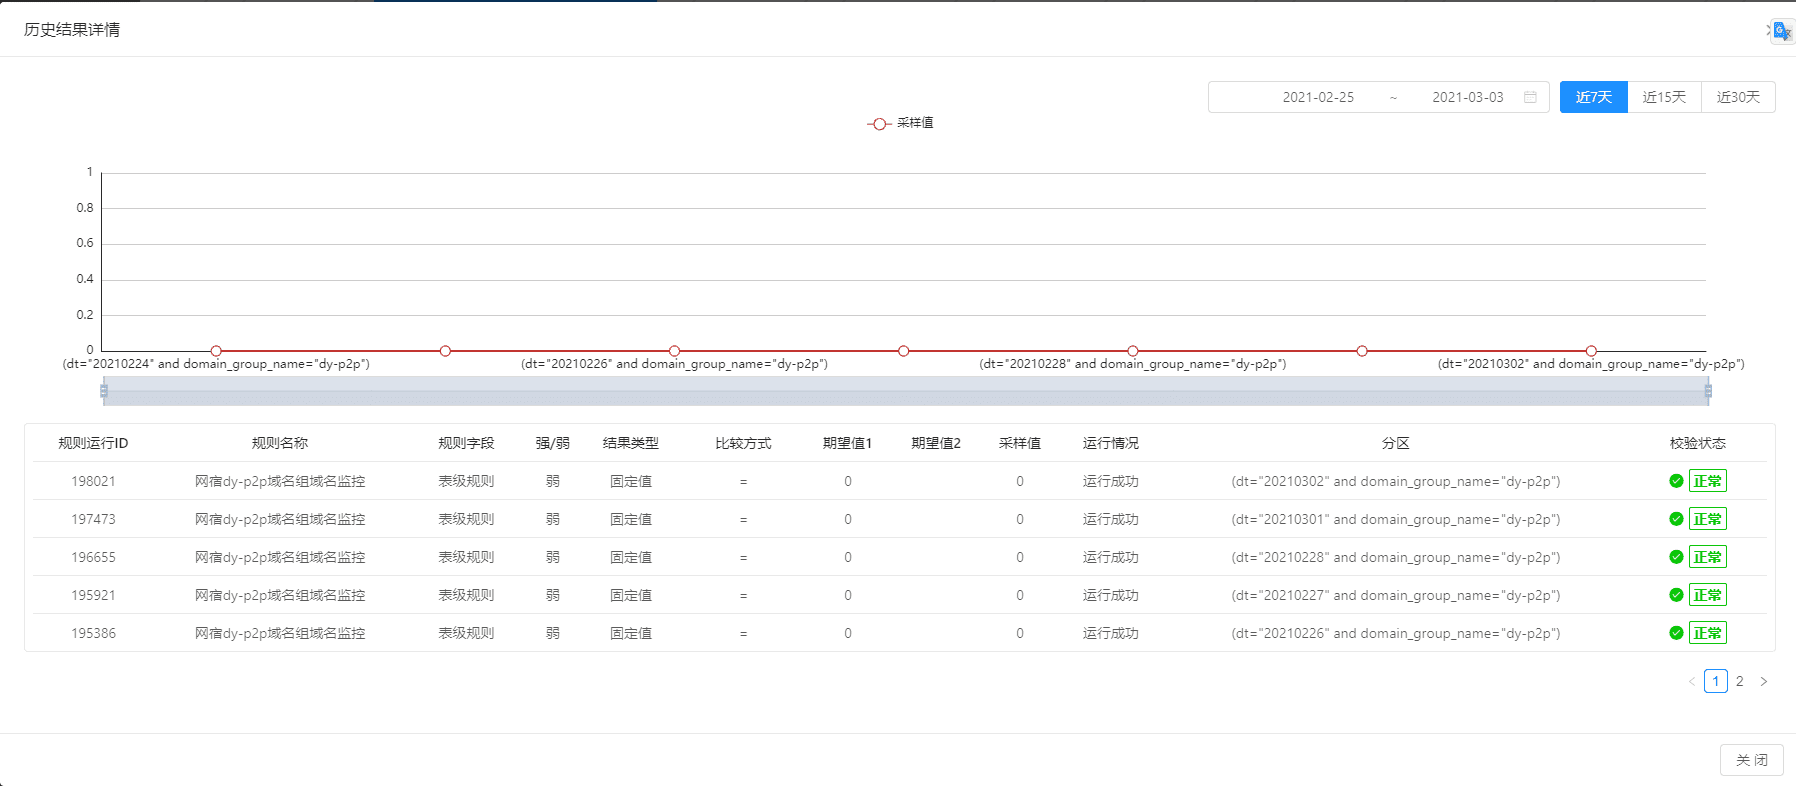 历史结果详情
2021-02-25 ~ 2021-03-03 近7天 近15天 近30天
采样值
1
0.8
0.6
0.4
0.2
0
(dt="20210224" and domain_group_name="dy-p2p") (dt="20210226" and domain_group_name="dy-p2p") (dt="20210228" and domain_group_name="dy-p2p") (dt="20210302" and domain_group_name="dy-p2p")
规则运行ID 规则名称 规则字段 强/弱 结果类型 比较方式 期望值1 期望值2 采样值 运行情况 分区 校验状态
198021 网宿dy-p2p域名组域名监控 表级规则 弱 固定值 = 0 0 运行成功 (dt="20210302" and domain_group_name="dy-p2p") 正常
197473 网宿dy-p2p域名组域名监控 表级规则 弱 固定值 = 0 0 运行成功 (dt="20210301" and domain_group_name="dy-p2p") 正常
196655 网宿dy-p2p域名组域名监控 表级规则 弱 固定值 = 0 0 运行成功 (dt="20210228" and domain_group_name="dy-p2p") 正常
195921 网宿dy-p2p域名组域名监控 表级规则 弱 固定值 = 0 0 运行成功 (dt="20210227" and domain_group_name="dy-p2p") 正常
195386 网宿dy-p2p域名组域名监控 表级规则 弱 固定值 = 0 0 运行成功 (dt="20210226" and domain_group_name="dy-p2p") 正常
< 1 2 >
关 闭